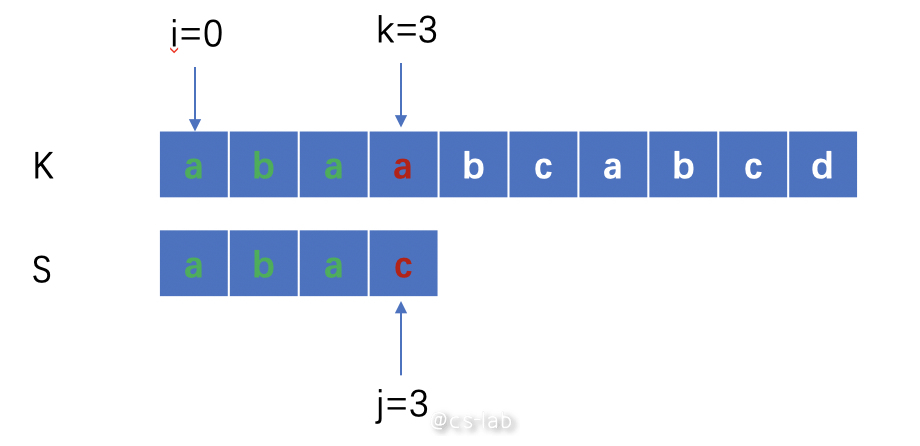 i=0 k=3
K a b a a b c a b c d
S a b a c
j=3
@cs-lab